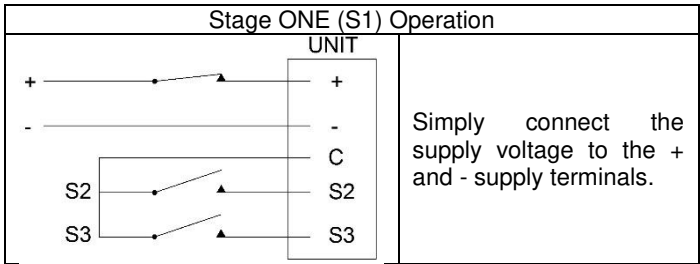 Stage ONE (S1) Operation
UNIT
+ +
- -
C
S2 S2
S3 S3
Simply connect the
supply voltage to the +
and - supply terminals.